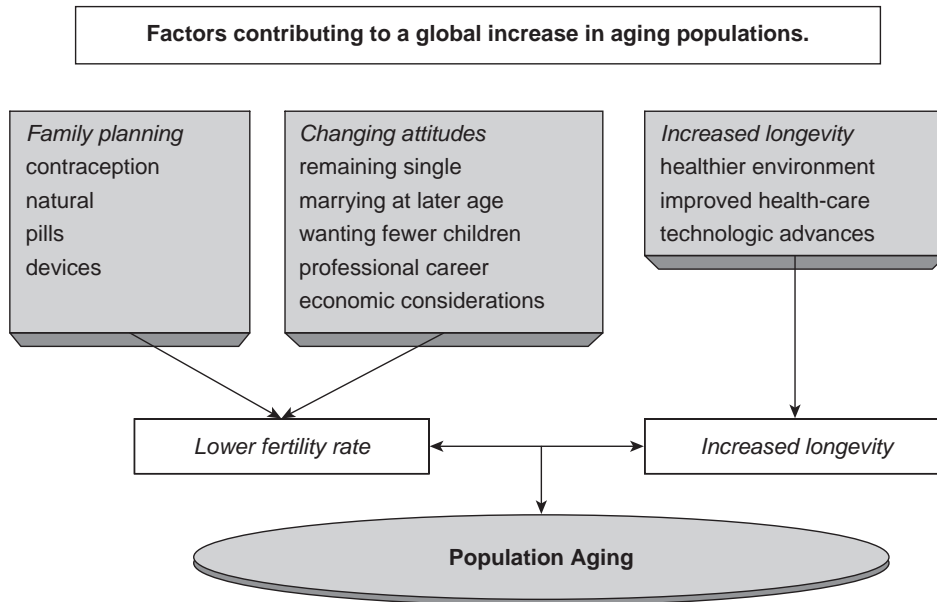 Factors contributing to a global increase in aging populations.
Family planning
contraception
natural
pills
devices
Changing attitudes
remaining single
marrying at later age
wanting fewer children
professional career
economic considerations
Increased longevity
healthier environment
improved health-care
technologic advances
Lower fertility rate
Increased longevity
Population Aging